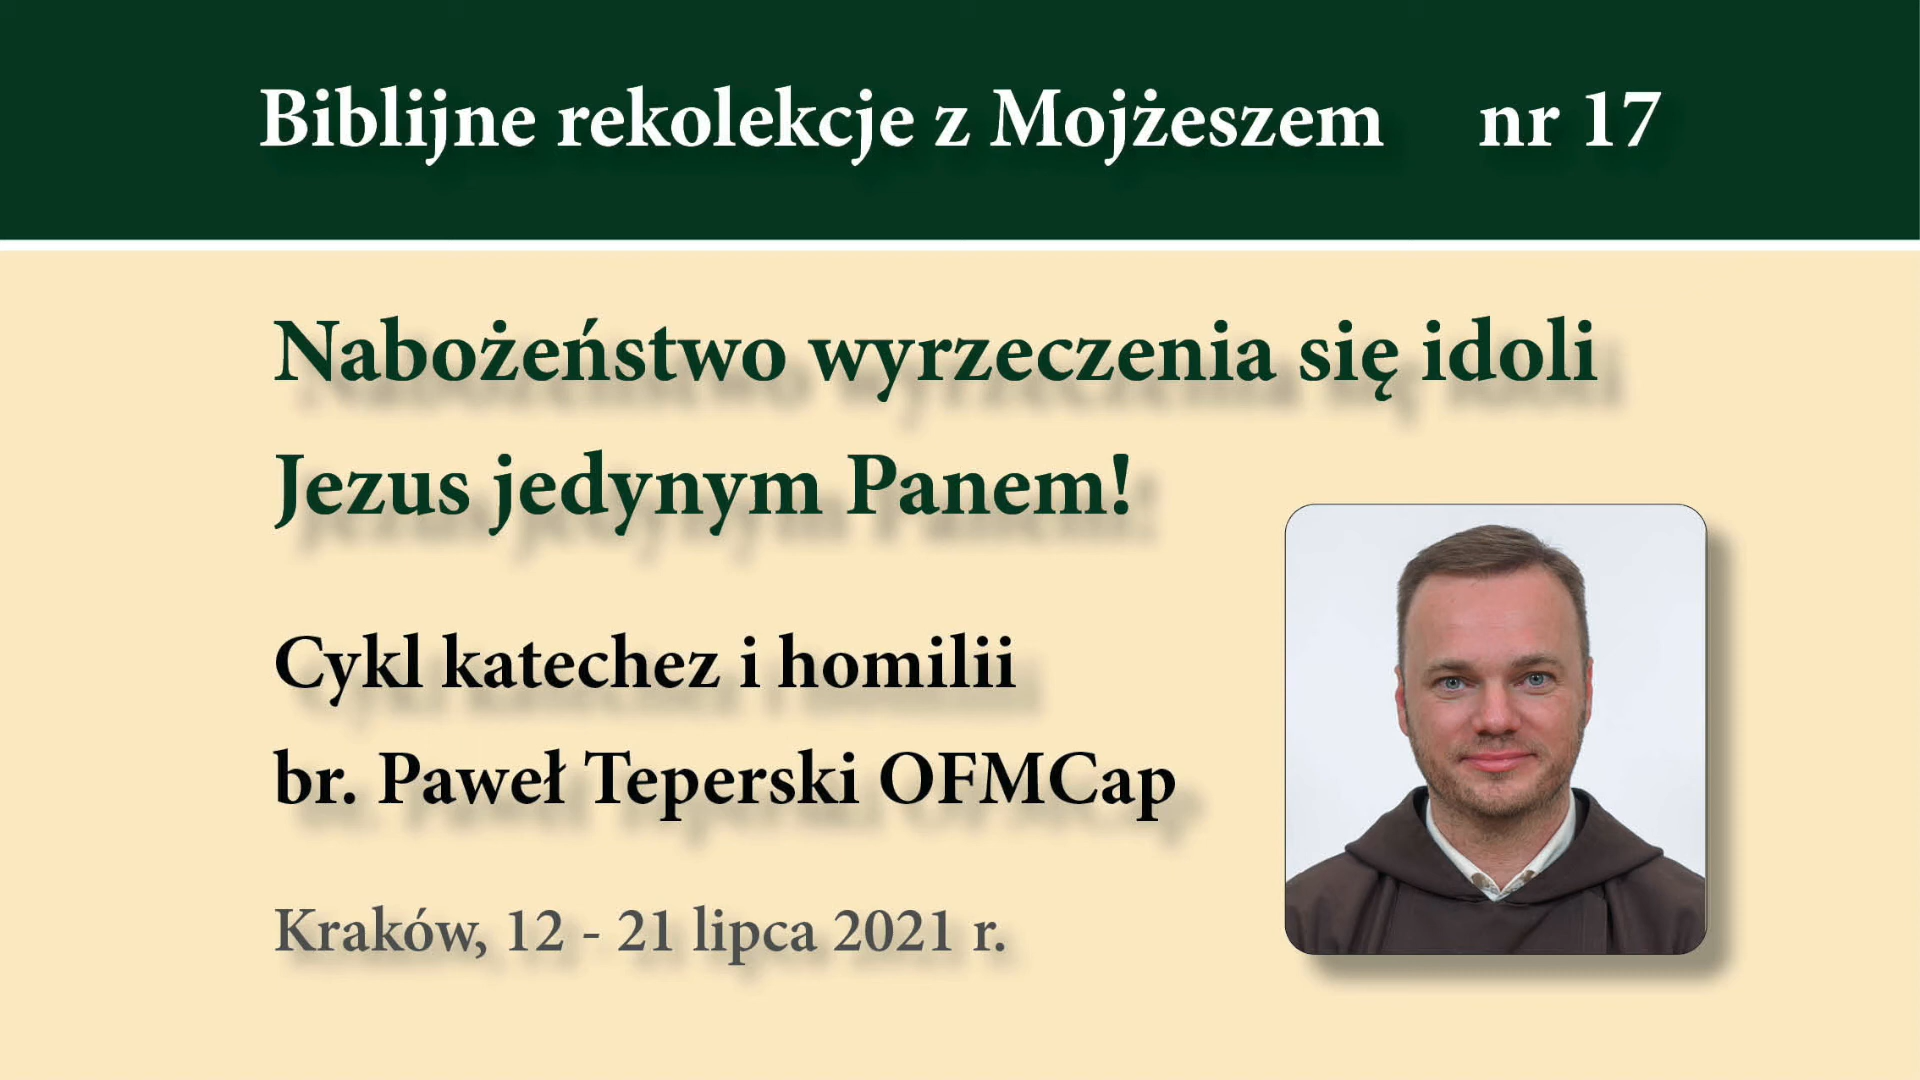 Biblijne rekolekcje z Mojżeszem nr 17
Nabożeństwo wyrzeczenia się idoli
Jezus jedynym Panem!
Cykl katechez i homilii
br. Paweł Teperski OFMCap
Kraków, 12 - 21 lipca 2021 r.